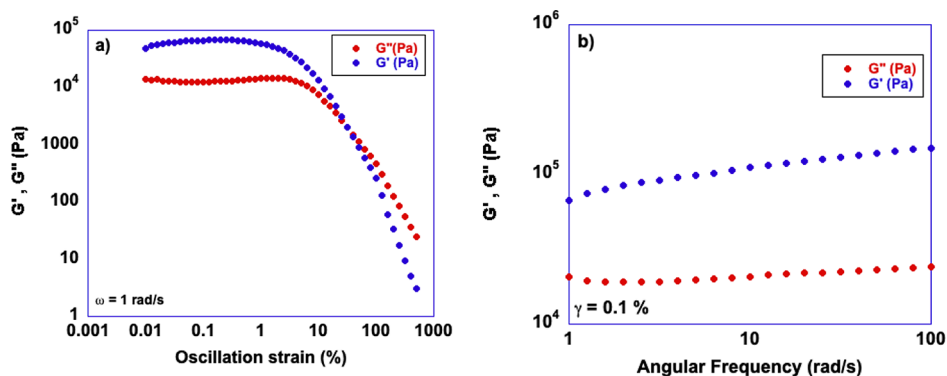 a)
G''(Pa)
G' (Pa)
10^5
10^4
1000
100
10
1
G' , G'' (Pa)
ω = 1 rad/s
0.001 0.01 0.1 1 10 100 1000
Oscillation strain (%)
b)
G'' (Pa)
G' (Pa)
10^6
10^5
10^4
G' , G'' (Pa)
γ = 0.1 %
1 10 100
Angular Frequency (rad/s)